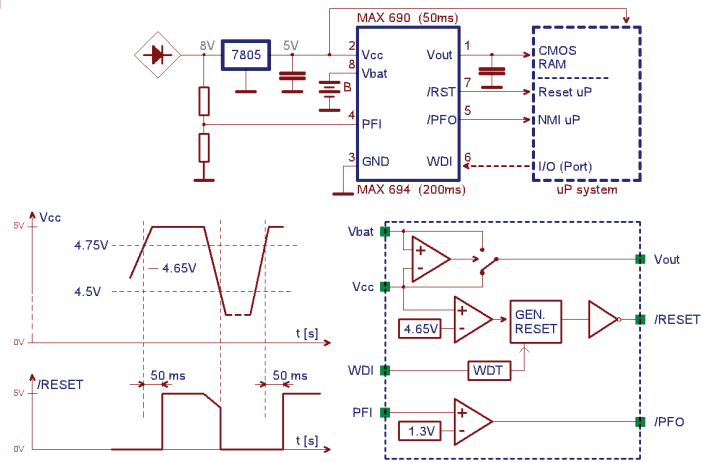 MAX 690 (50ms)
8V
7805
5V
2
Vcc
8
Vbat
B
4
PFI
3
GND
Vout
1
/RST
7
/PFO
5
WDI
6
MAX 694 (200ms)
CMOS
RAM
Reset uP
NMI uP
I/O (Port)
uP system
Vcc
5V
4.75V
4.65V
4.5V
0V
t [s]
/RESET
50 ms
50 ms
5V
0V
t [s]
Vbat
Vcc
WDI
PFI
+
−
+
−
4.65V
GEN.
RESET
WDT
+
−
1.3V
Vout
/RESET
/PFO